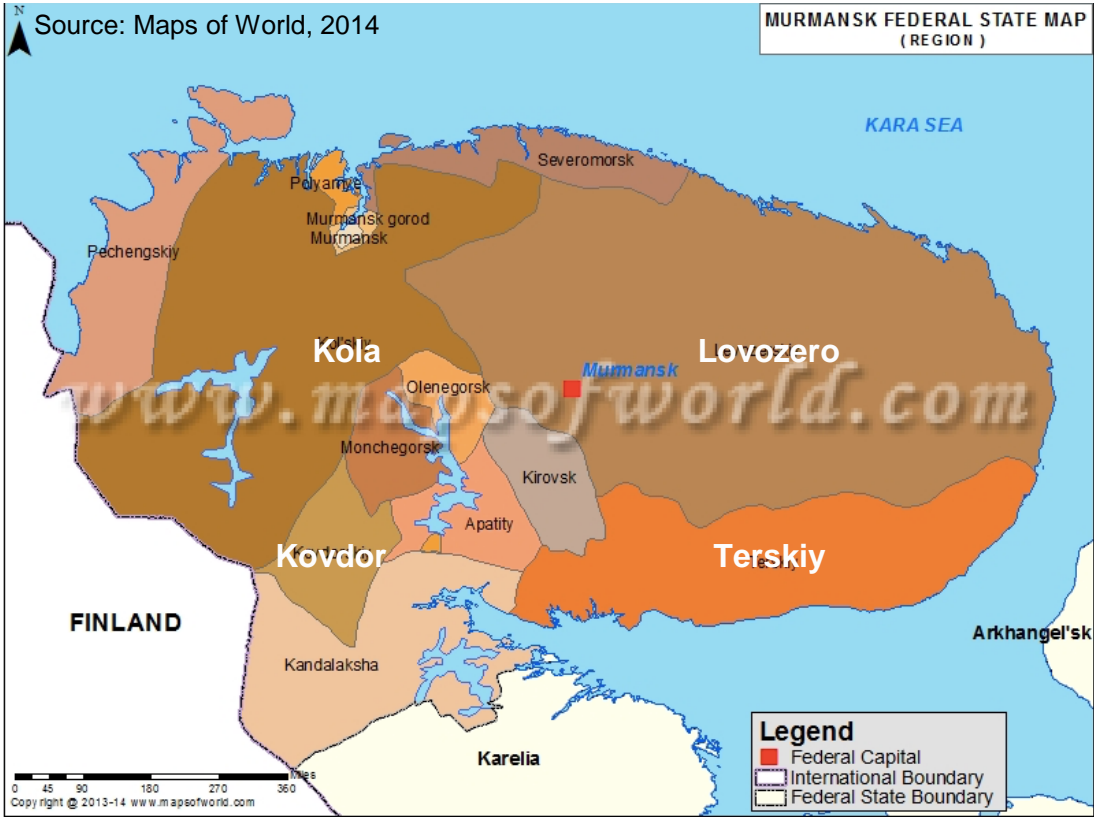 N
Source: Maps of World, 2014
MURMANSK FEDERAL STATE MAP
( REGION )
KARA SEA
Severomorsk
Polyarnye
Murmansk gorod
Murmansk
Pechengskiy
Kola
Lovozero
Murmansk
Olenegorsk
www.mapsofworld.com
Monchegorsk
Kirovsk
Apatity
Kovdor
Terskiy
FINLAND
Arkhangel'sk
Kandalaksha
Karelia
Legend
Federal Capital
International Boundary
Federal State Boundary
Miles
0 45 90 180 270 360
Copyright @ 2013-14 www.mapsofworld.com